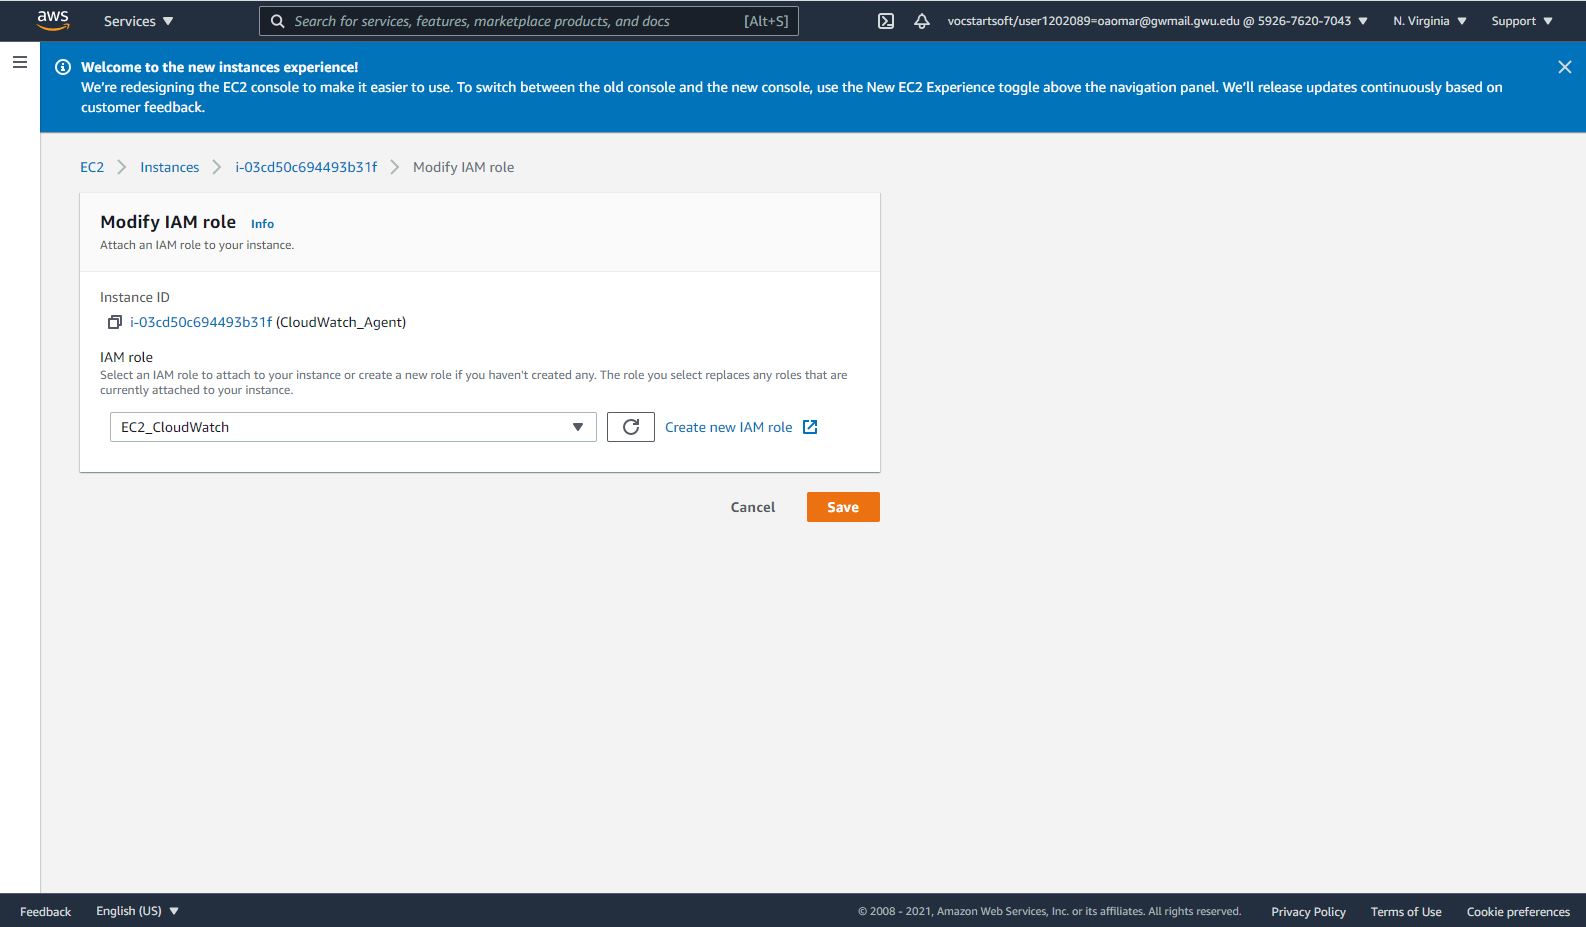 aws
Services
Search for services, features, marketplace products, and docs [Alt+S]
vocstartsoft/user1202089=oaomar@gwmail.gwu.edu @ 5926-7620-7043
N. Virginia
Support
Welcome to the new instances experience!
We're redesigning the EC2 console to make it easier to use. To switch between the old console and the new console, use the New EC2 Experience toggle above the navigation panel. We'll release updates continuously based on
customer feedback.
EC2 > Instances > i-03cd50c694493b31f > Modify IAM role
Modify IAM role Info
Attach an IAM role to your instance.
Instance ID
i-03cd50c694493b31f (CloudWatch_Agent)
IAM role
Select an IAM role to attach to your instance or create a new role if you haven't created any. The role you select replaces any roles that are
currently attached to your instance.
EC2_CloudWatch
Create new IAM role
Cancel
Save
Feedback
English (US)
© 2008 - 2021, Amazon Web Services, Inc. or its affiliates. All rights reserved.
Privacy Policy
Terms of Use
Cookie preferences